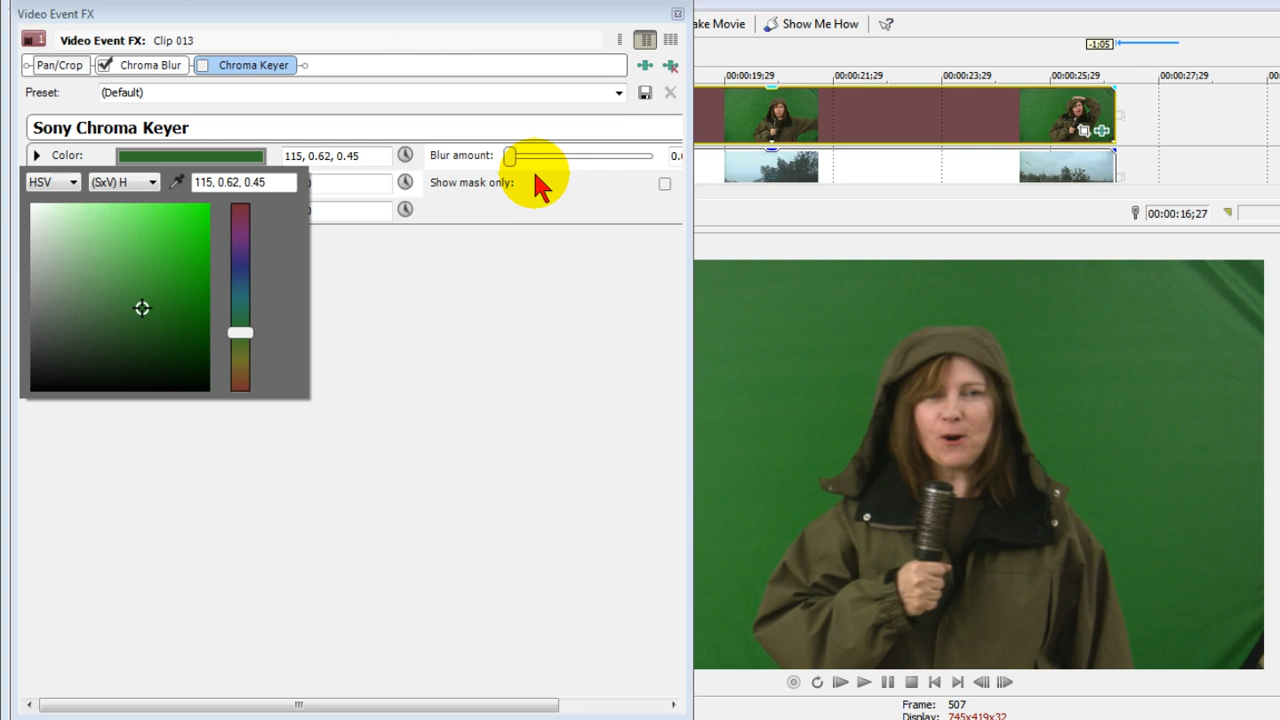 Video Event FX
1
Video Event FX: Clip 013
Pan/Crop Chroma Blur Chroma Keyer
Preset: (Default)
Sony Chroma Keyer
Color: 115, 0.62, 0.45 Blur amount:
HSV (SxV) H 115, 0.62, 0.45 Show mask only:
Movie Show Me How
-1:05
00:00:19;29 00:00:21;29 00:00:23;29 00:00:25;29 00:00:27;29
00:00:16;27
Frame: 507
Display: 745x419x32